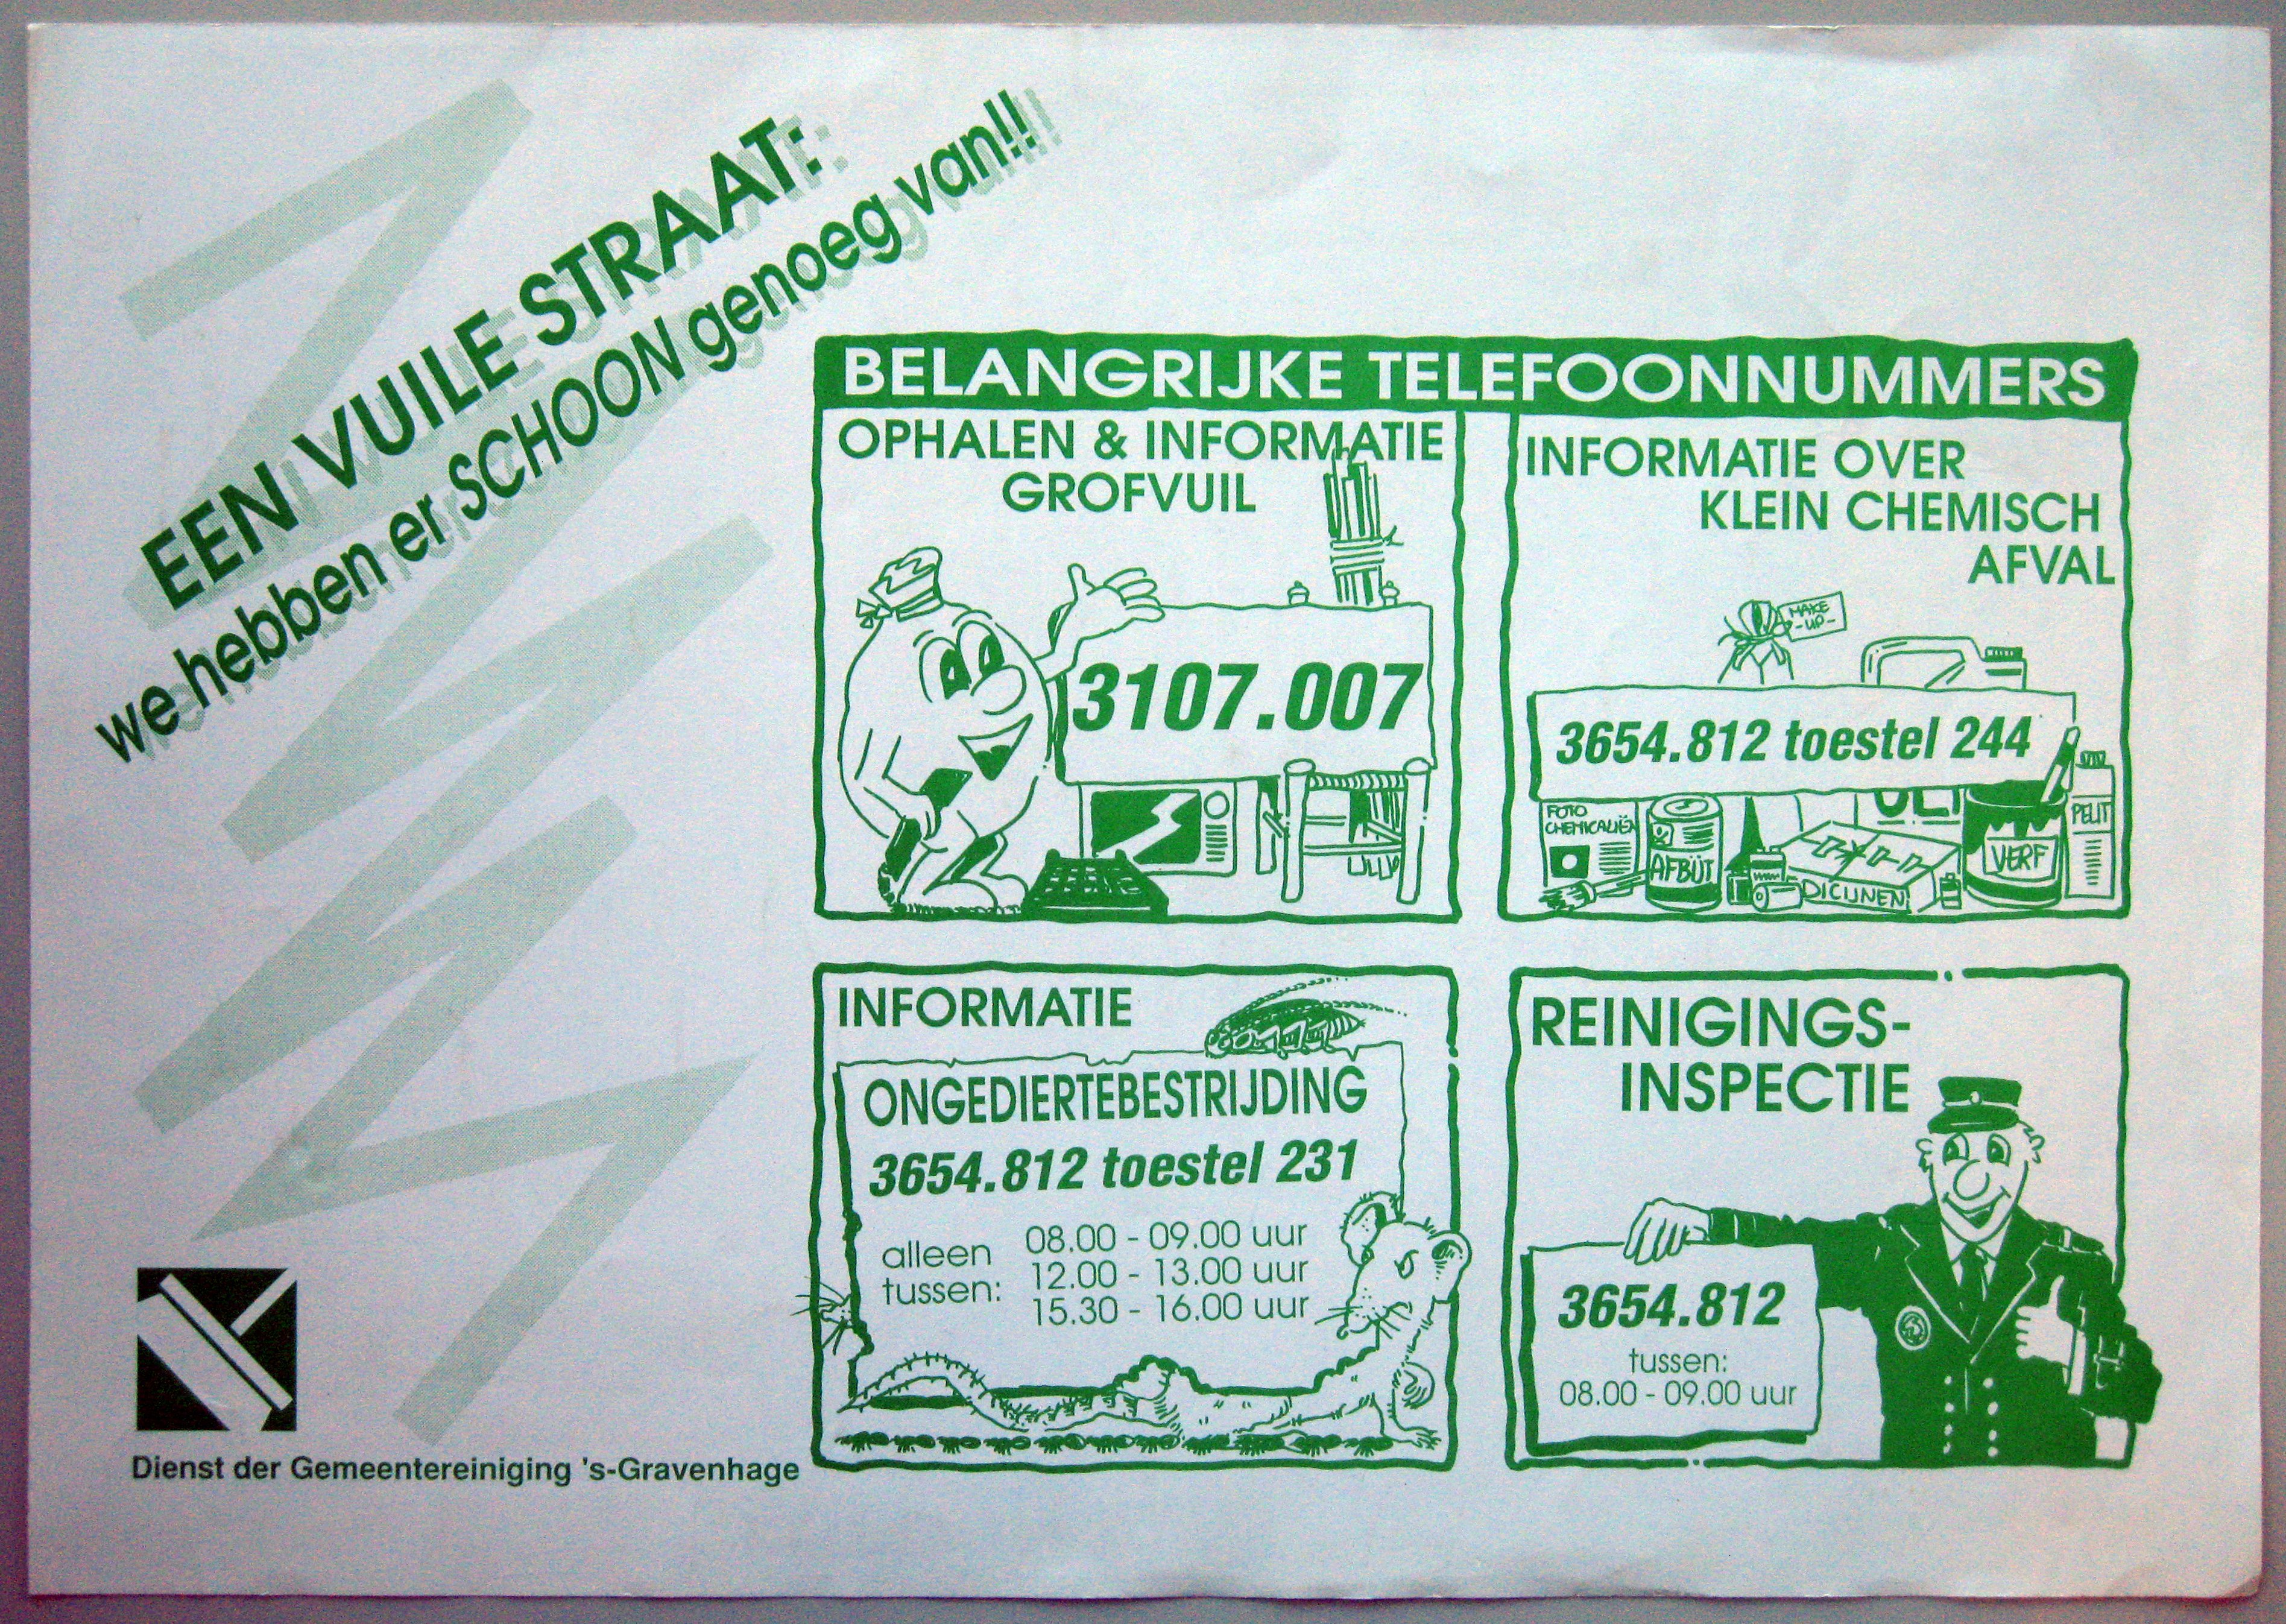 EEN VUILE STRAAT:
we hebben er SCHOON genoeg van!!
BELANGRIJKE TELEFOONNUMMERS
OPHALEN & INFORMATIE
GROFVUIL
3107.007
INFORMATIE OVER
KLEIN CHEMISCH
AFVAL
MAKE
-UP-
3654.812 toestel 244
FOTO
CHEMICALIËN
AFBIJT
DICIJNEN
VERF
PELIT
INFORMATIE
ONGEDIERTEBESTRIJDING
3654.812 toestel 231
alleen
tussen:
08.00 - 09.00 uur
12.00 - 13.00 uur
15.30 - 16.00 uur
REINIGINGS-
INSPECTIE
3654.812
tussen:
08.00 - 09.00 uur
Dienst der Gemeentereiniging 's-Gravenhage